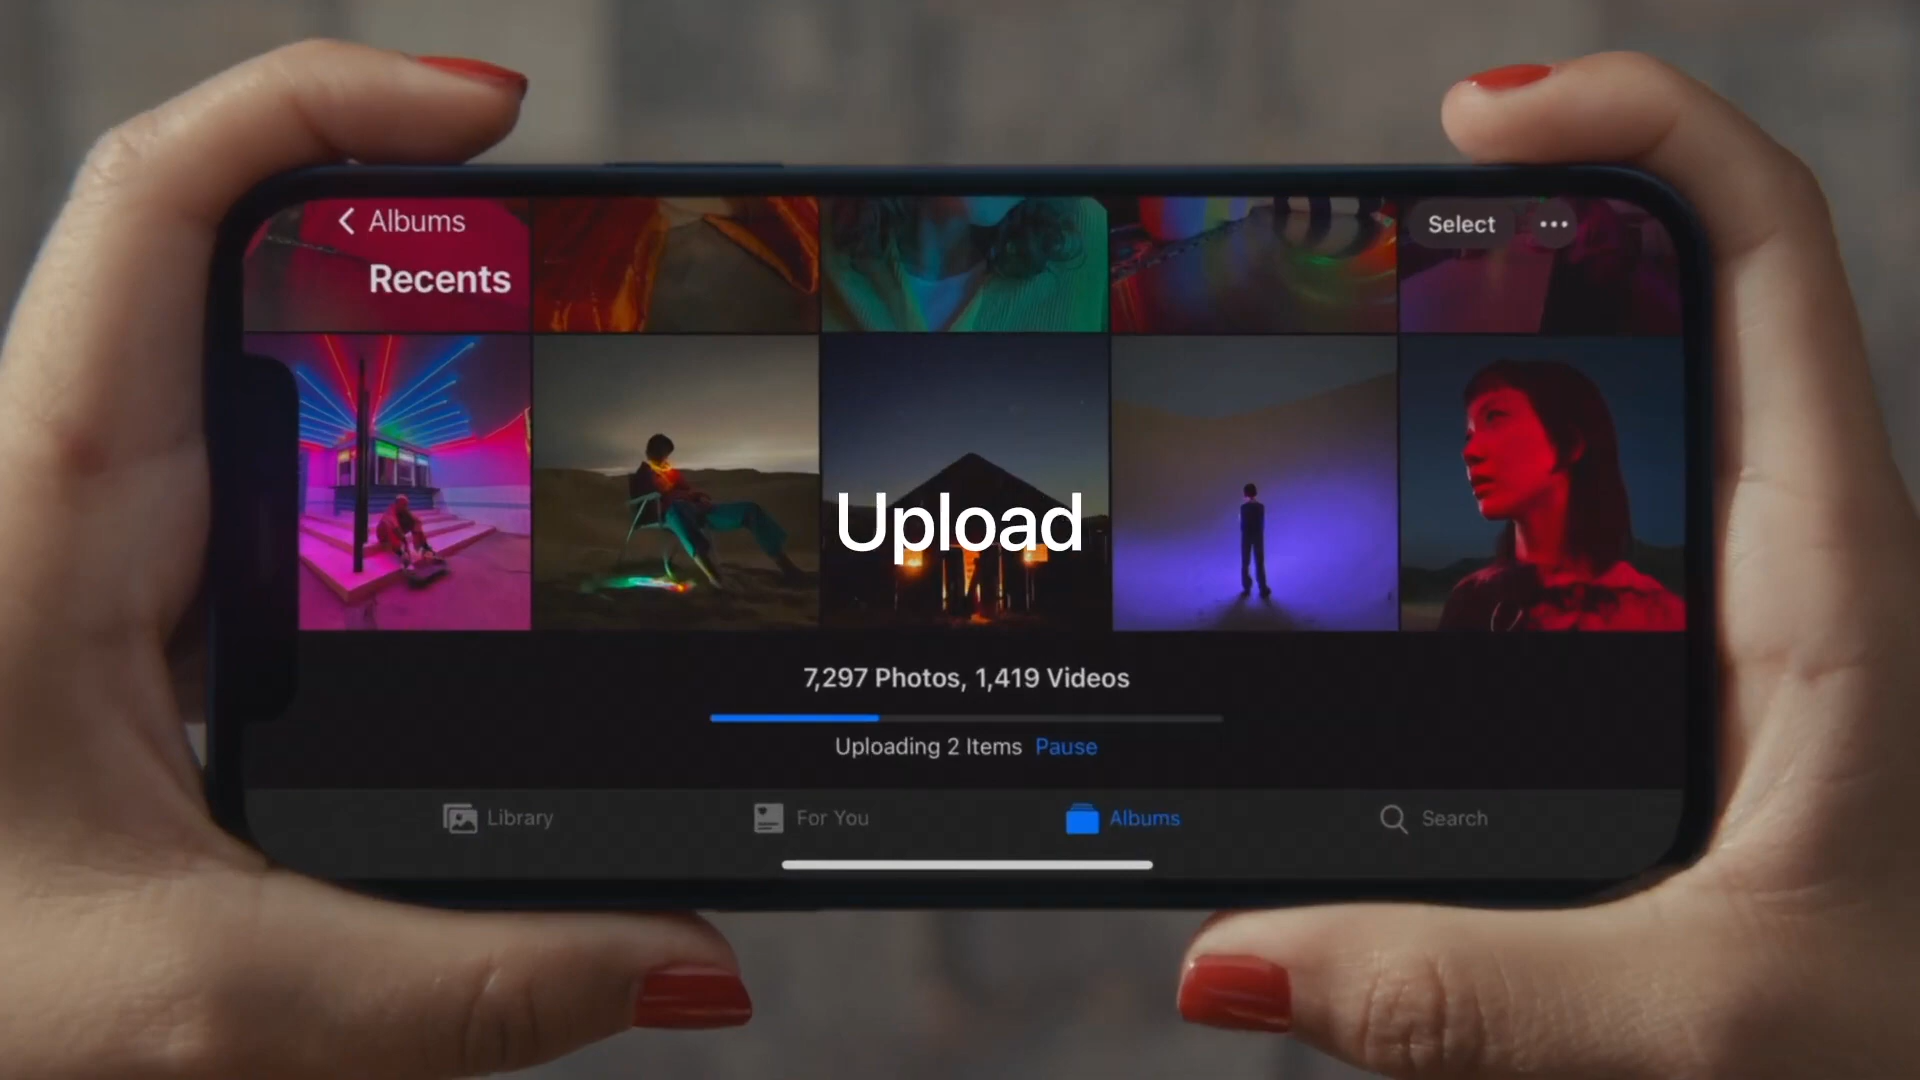 Albums
Select
Recents
Upload
7,297 Photos, 1,419 Videos
Uploading 2 Items Pause
Library
For You
Albums
Search